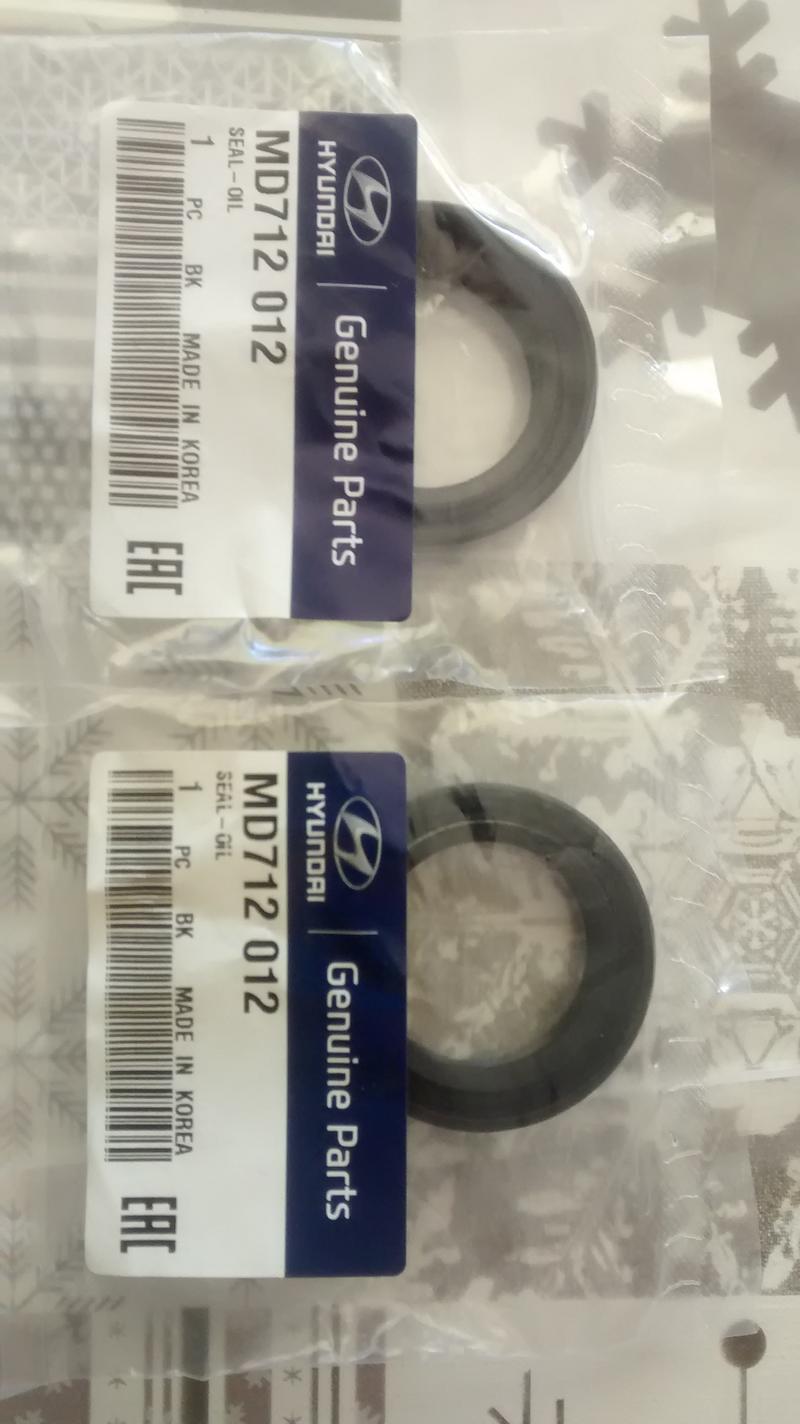 HYUNDAI | Genuine Parts
MD712 012
SEAL-OIL
1 PC BK MADE IN KOREA
EAC
HYUNDAI | Genuine Parts
MD712 012
SEAL-OIL
1 PC BK MADE IN KOREA
EAC